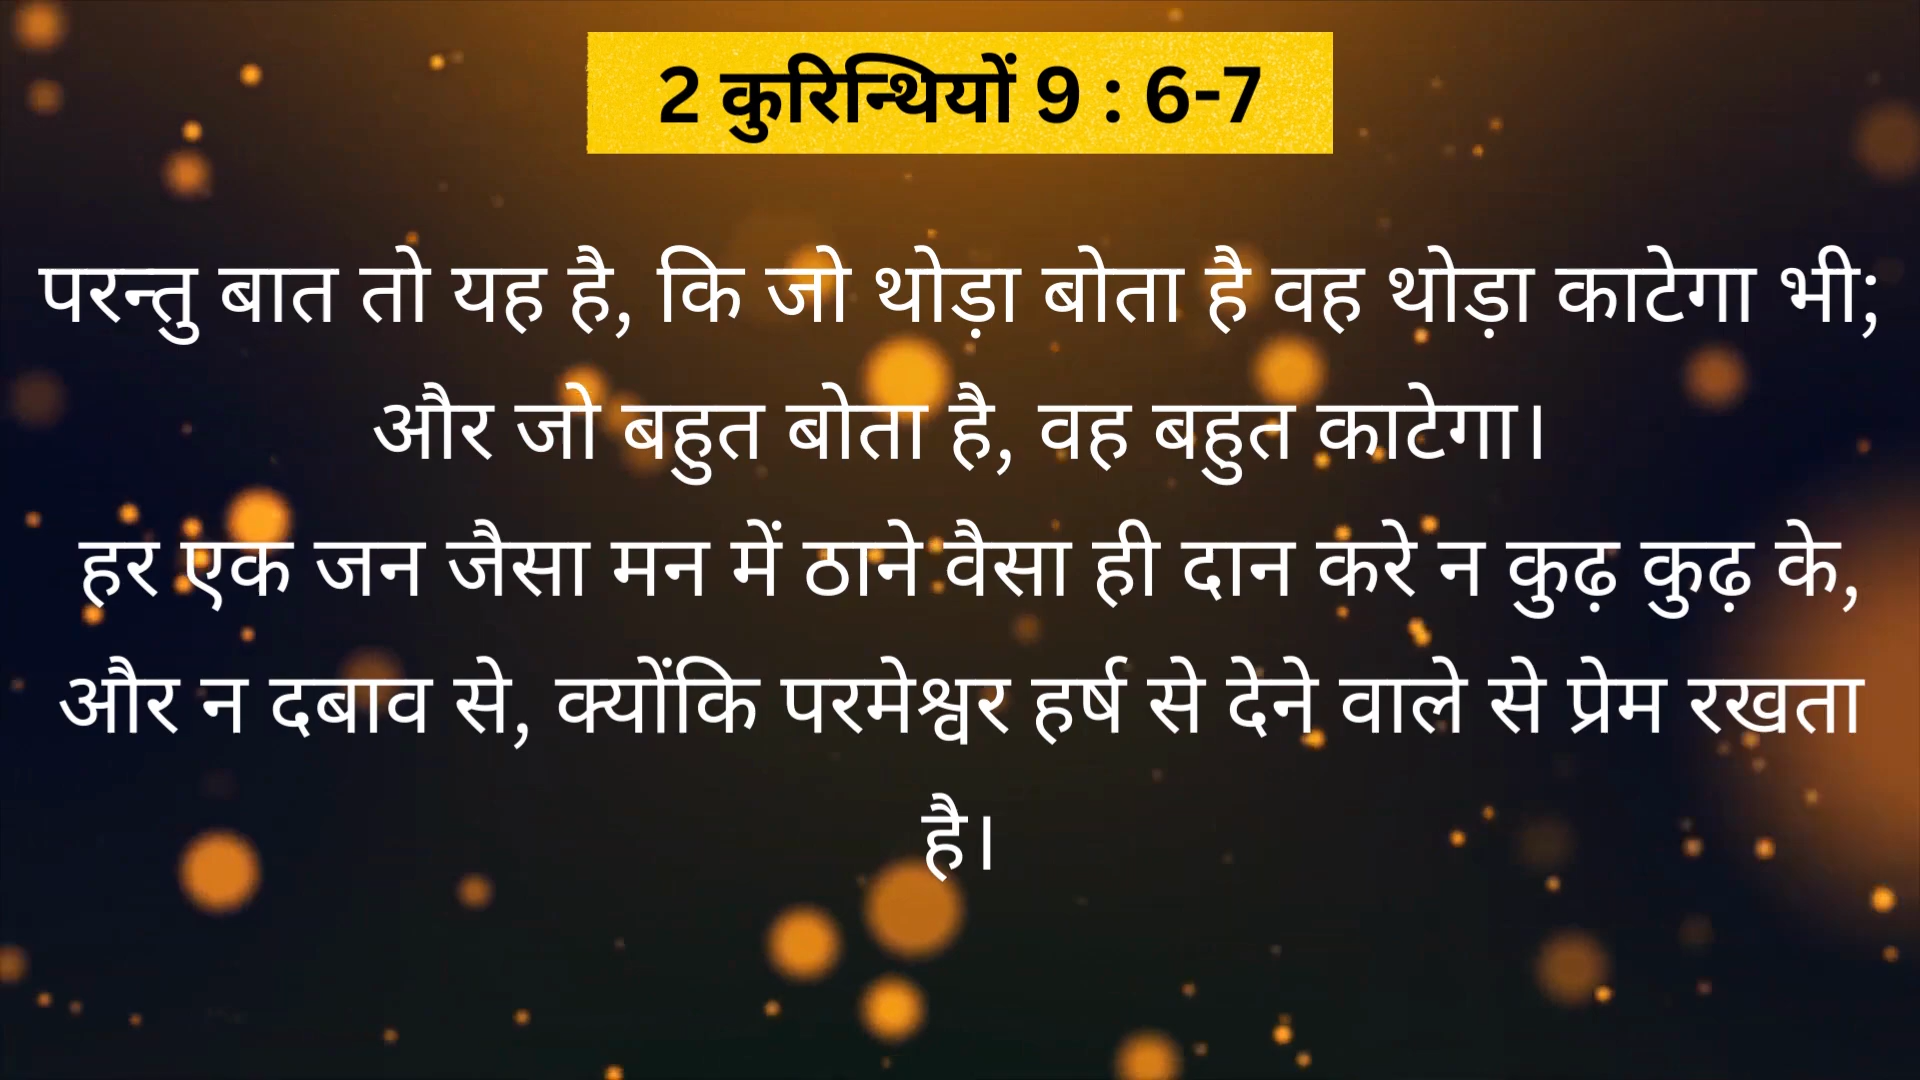 2 कुरिन्थियों 9 : 6-7
परन्तु बात तो यह है, कि जो थोड़ा बोता है वह थोड़ा काटेगा भी;
और जो बहुत बोता है, वह बहुत काटेगा।
हर एक जन जैसा मन में ठाने वैसा ही दान करे न कुढ़ कुढ़ के,
और न दबाव से, क्योंकि परमेश्वर हर्ष से देने वाले से प्रेम रखता
है।